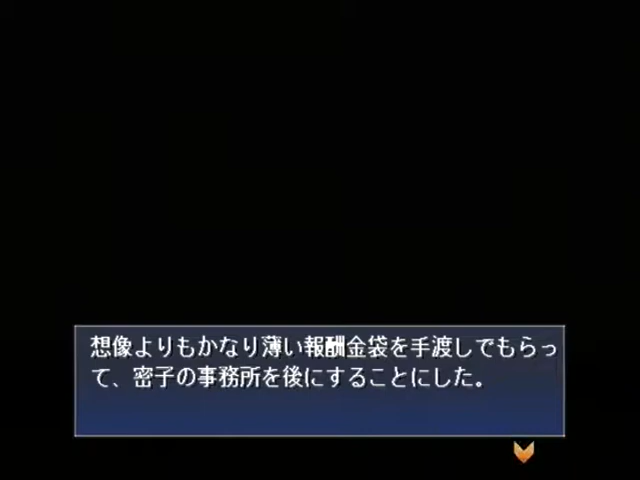 想像よりもかなり薄い報酬金袋を手渡しでもらっ
て、密子の事務所を後にすることにした。